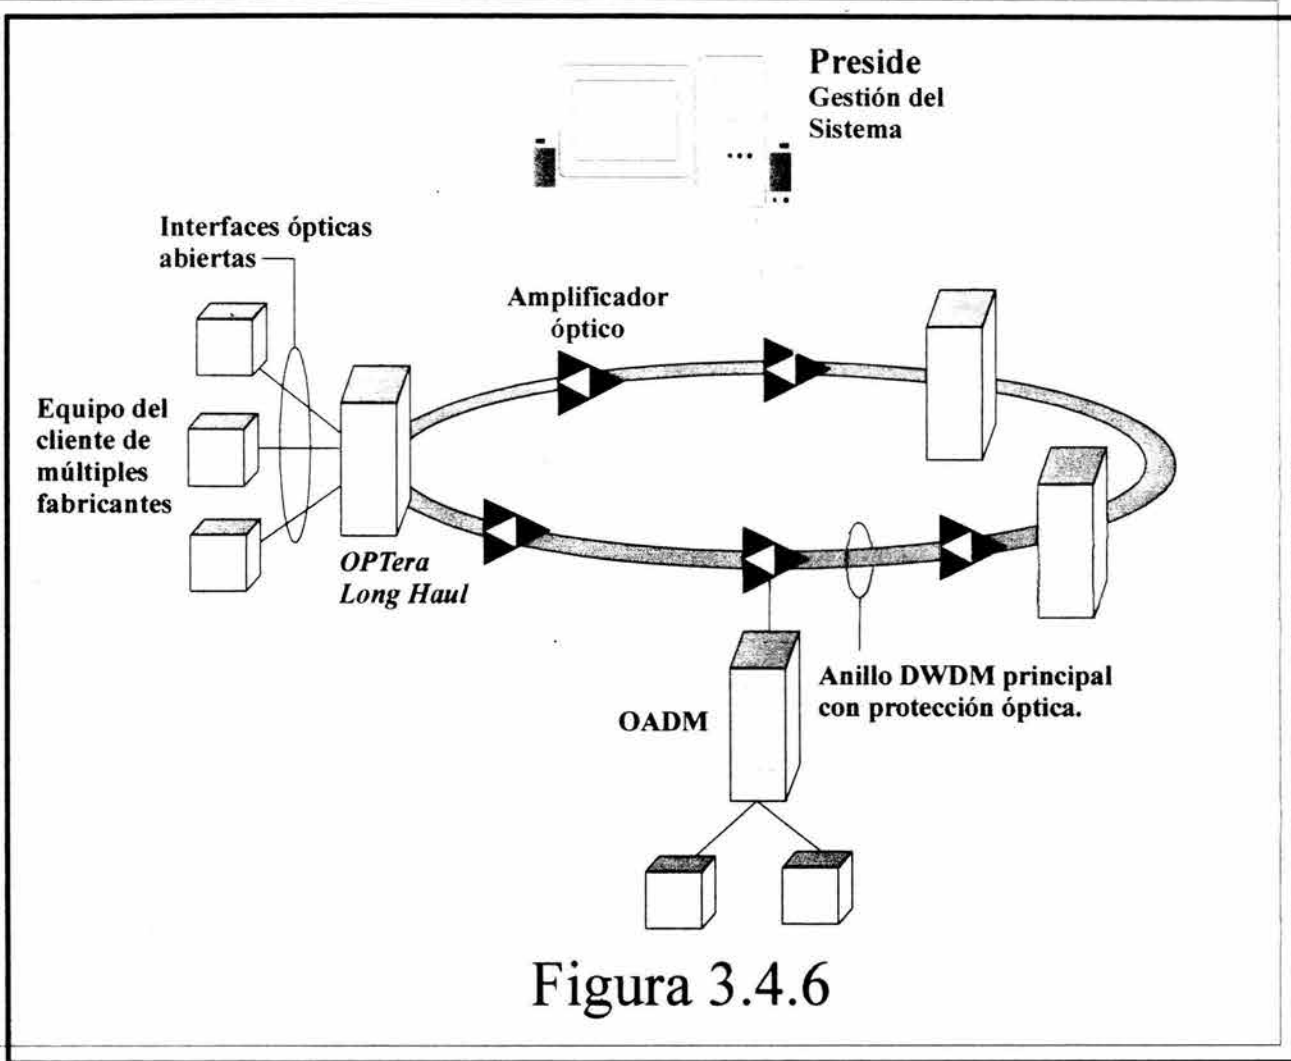 Preside
Gestión del
Sistema
Interfaces ópticas
abiertas
Amplificador
óptico
Equipo del
cliente de
múltiples
fabricantes
OPTera
Long Haul
Anillo DWDM principal
con protección óptica.
OADM
Figura 3.4.6